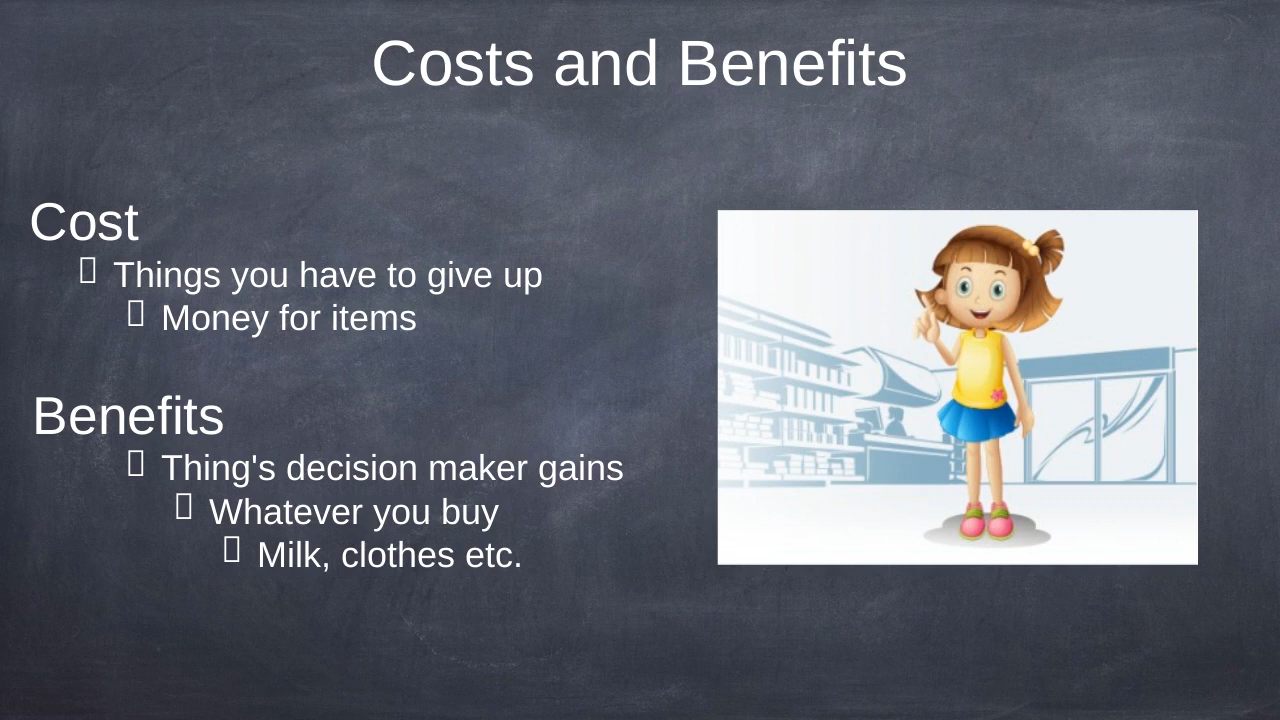 Costs and Benefits
Cost
Things you have to give up
Money for items
Benefits
Thing's decision maker gains
Whatever you buy
Milk, clothes etc.